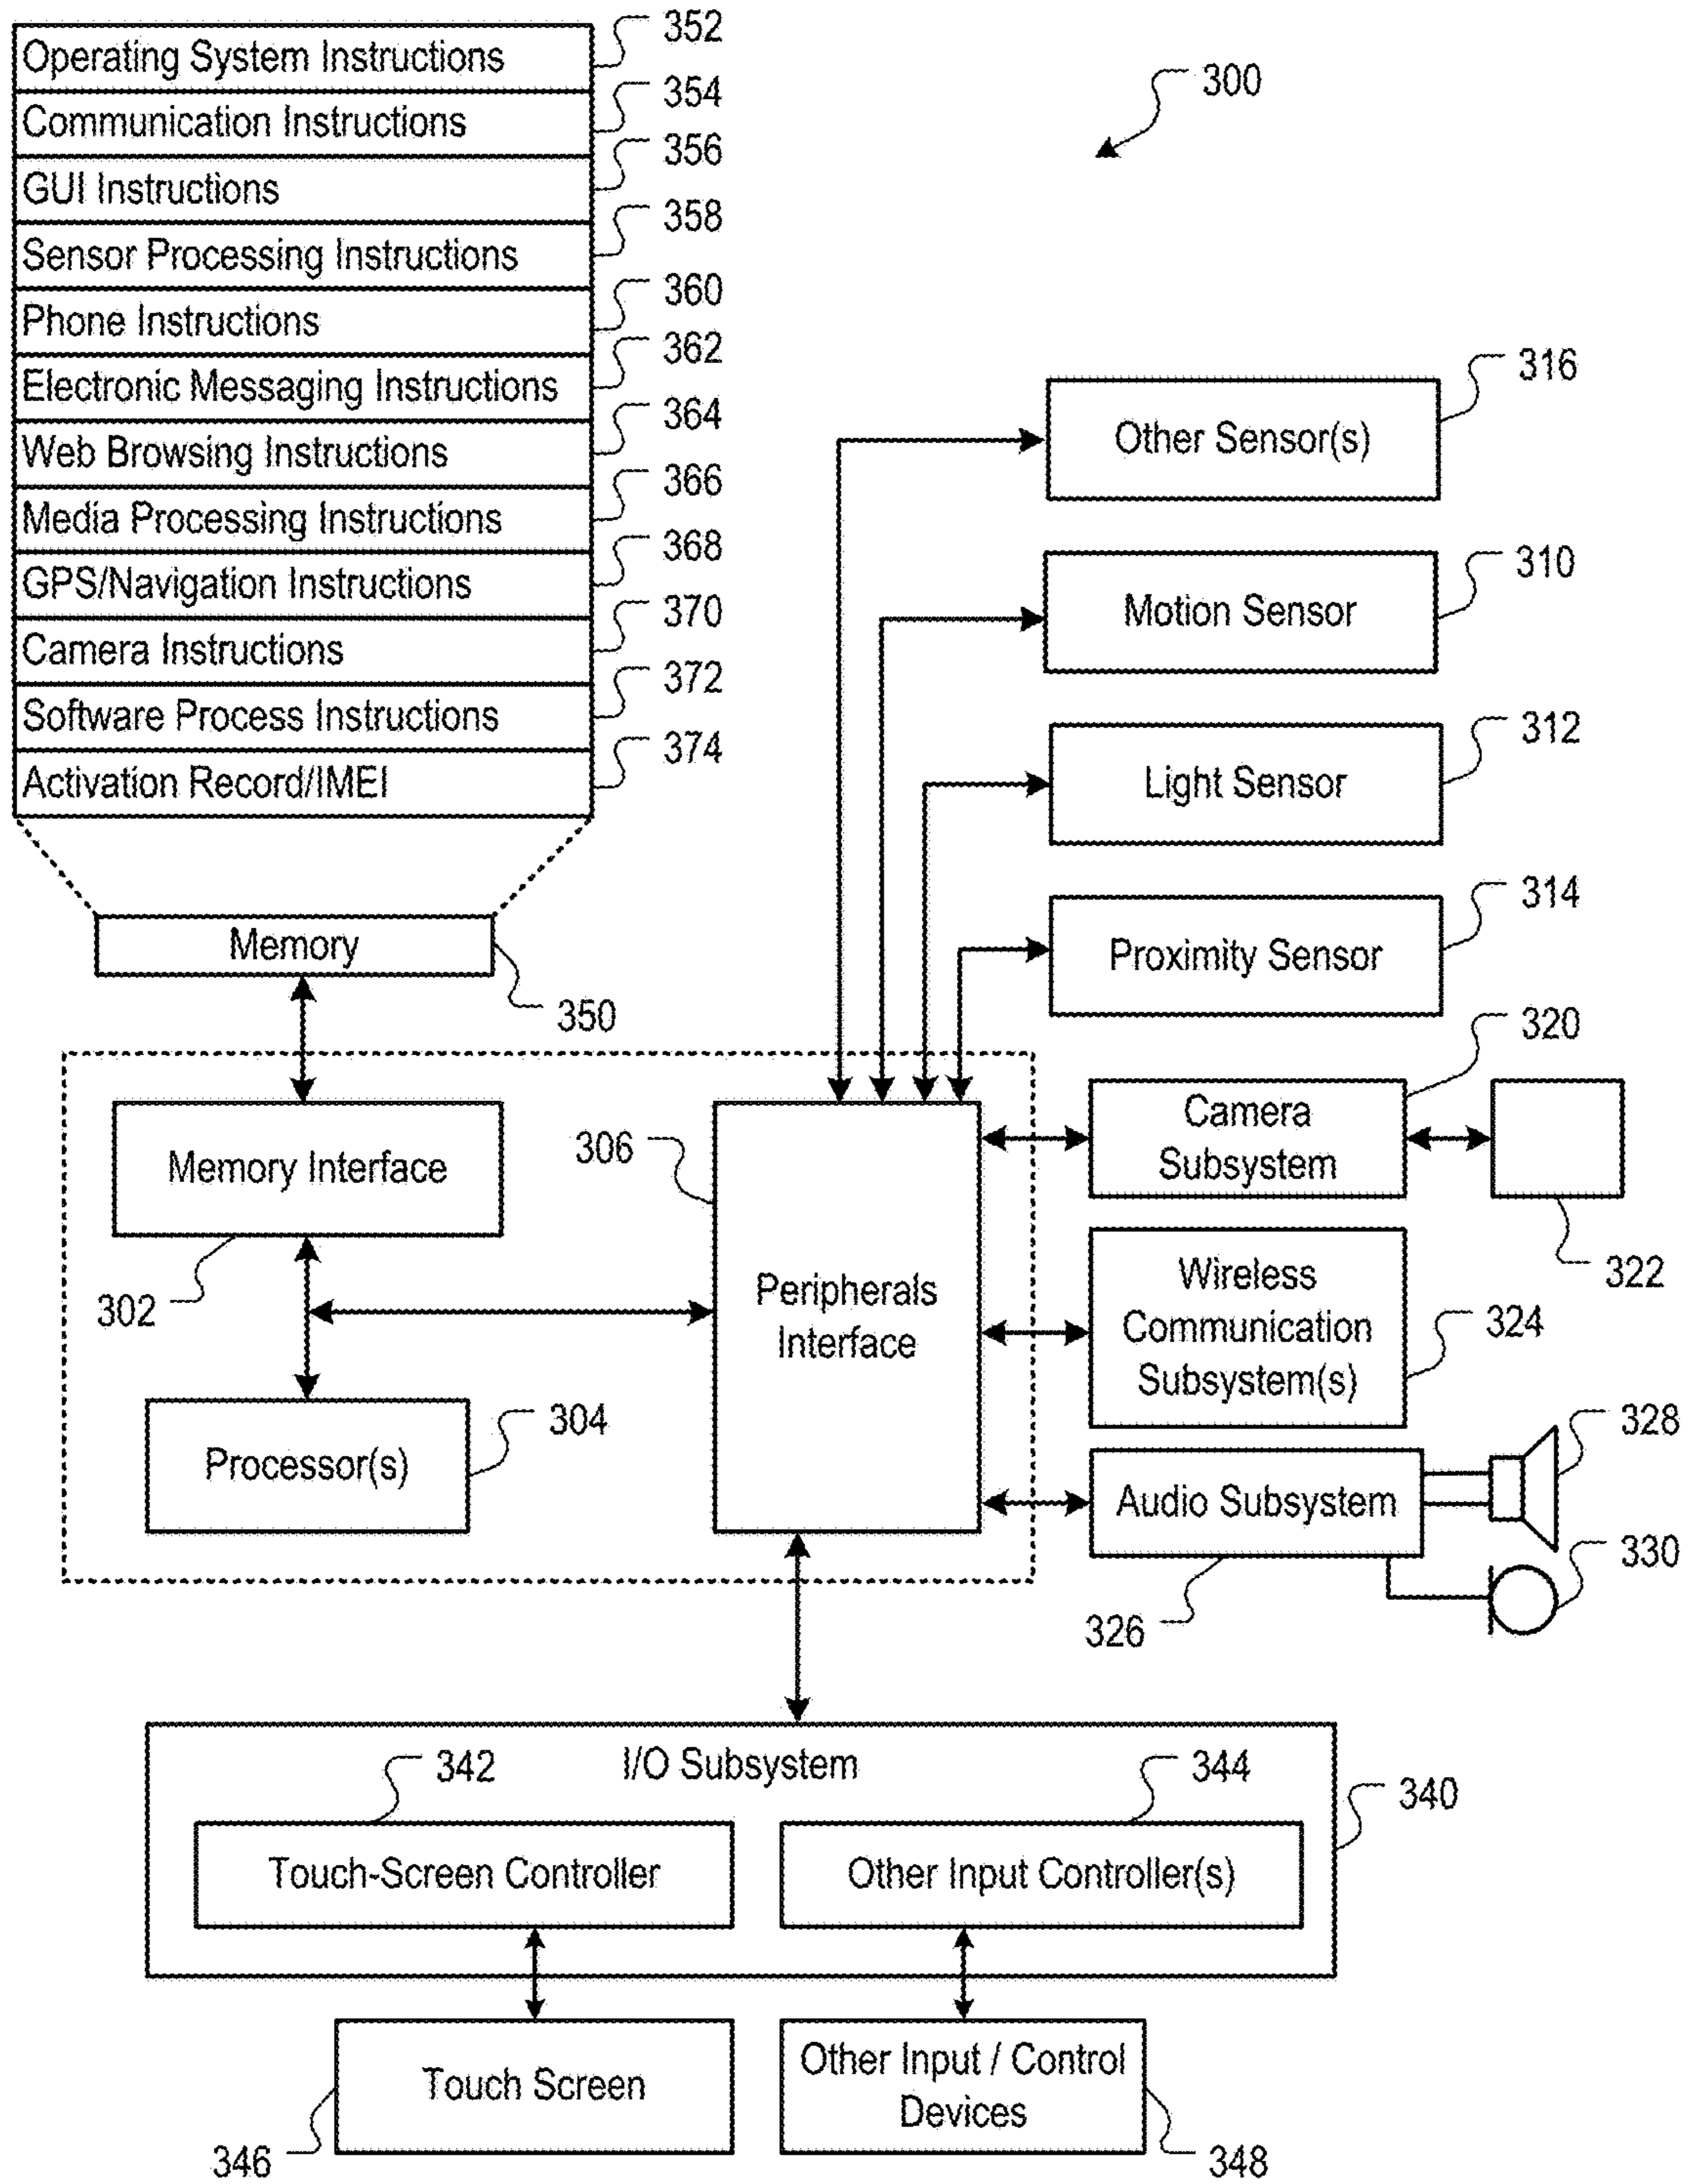 Operating System Instructions
352
Communication Instructions
354
GUI Instructions
356
Sensor Processing Instructions
358
Phone Instructions
360
Electronic Messaging Instructions
362
Web Browsing Instructions
364
Media Processing Instructions
366
GPS/Navigation Instructions
368
Camera Instructions
370
Software Process Instructions
372
Activation Record/IMEI
374
300
Memory
350
Other Sensor(s)
316
Motion Sensor
310
Light Sensor
312
Proximity Sensor
314
Memory Interface
302
Processor(s)
304
306
Peripherals
Interface
Camera
Subsystem
320
322
Wireless
Communication
Subsystem(s)
324
Audio Subsystem
326
328
330
I/O Subsystem
340
342
Touch-Screen Controller
344
Other Input Controller(s)
Touch Screen
346
Other Input / Control
Devices
348